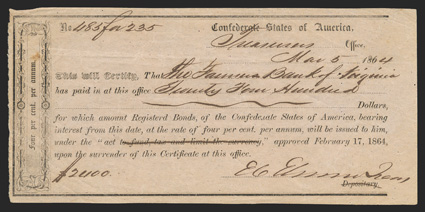 No 485 for 235
Confederate States of America.
Treasurers Office,
Mar 5 1864
This will Certify, That The Farmers Bank of Virginia
has paid in at this office Twenty Four Hundred
Dollars,
for which amount Registered Bonds, of the Confederate States of America, bearing
interest from this date, at the rate of four per cent. per annum, will be issued to him,
under the "act to fund, tax and limit the currency," approved February 17, 1864,
upon the surrender of this Certificate at this office.
$2400 E C Elmore Treas
Depositary.
Four per cent. per annum.